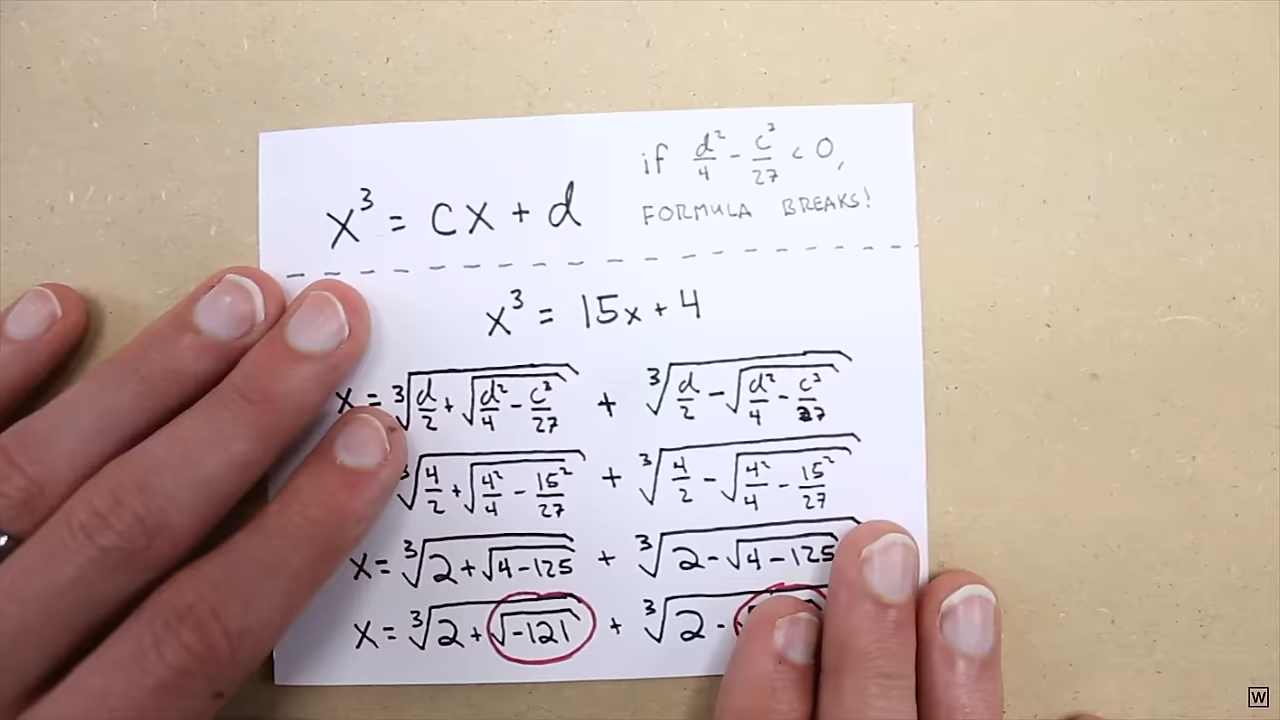 if d²/4 - c³/27 < 0,
FORMULA BREAKS!
x³ = cx + d
x³ = 15x + 4
x = ∛(d/2 + √(d²/4 - c³/27)) + ∛(d/2 - √(d²/4 - c³/27))
∛(4/2 + √(4²/4 - 15²/27)) + ∛(4/2 - √(4²/4 - 15²/27))
x = ∛(2 + √(4 - 125)) + ∛(2 - √(4 - 125))
x = ∛(2 + √(-121)) + ∛(2 -
W